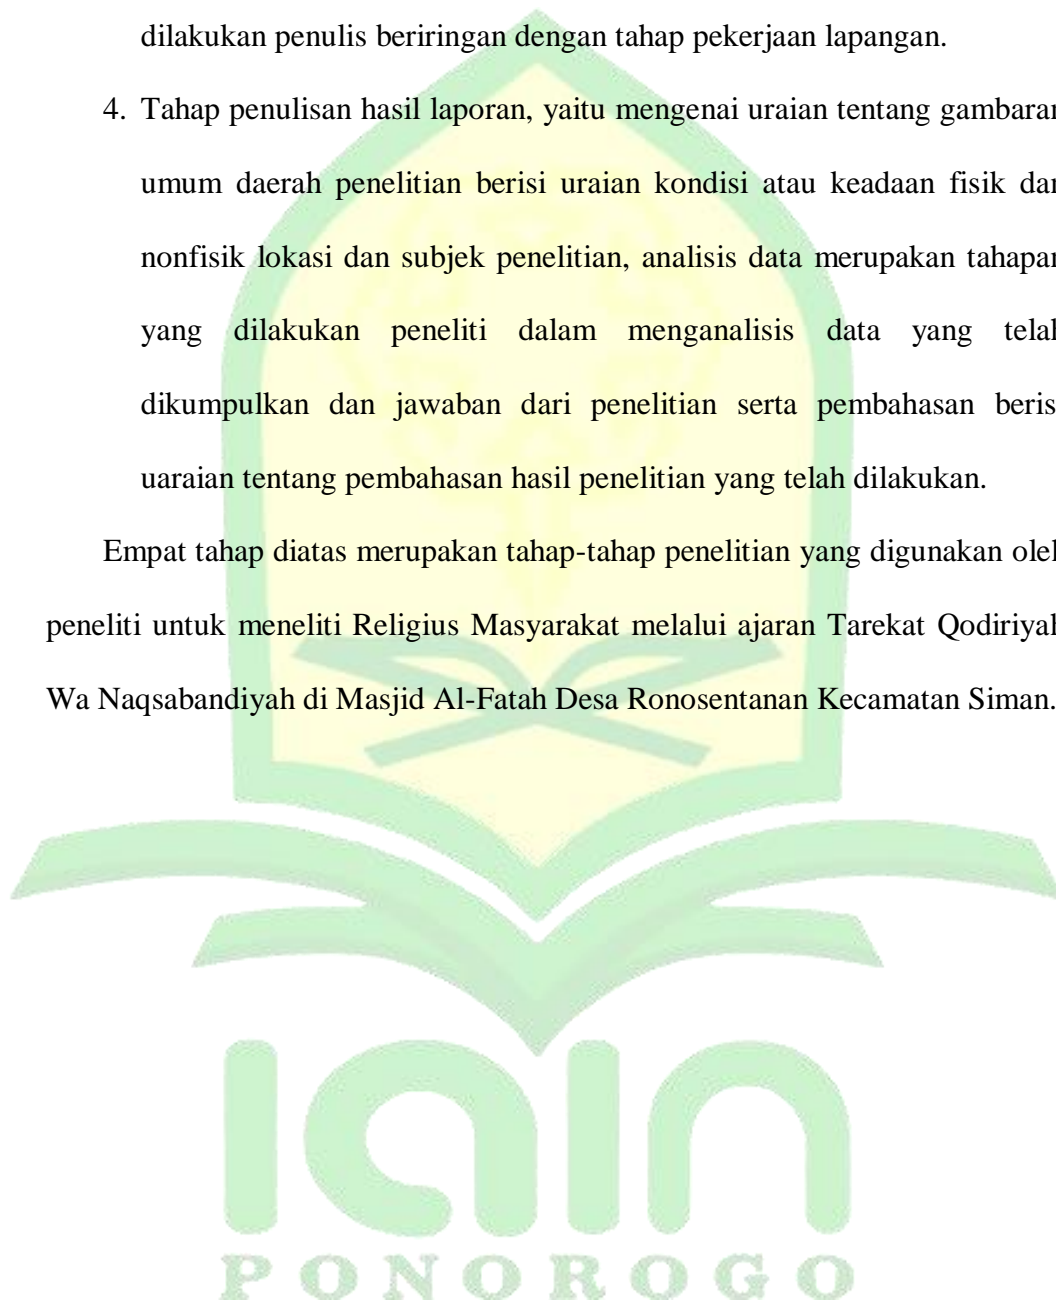 dilakukan penulis beriringan dengan tahap pekerjaan lapangan.
4. Tahap penulisan hasil laporan, yaitu mengenai uraian tentang gambaran
umum daerah penelitian berisi uraian kondisi atau keadaan fisik dan
nonfisik lokasi dan subjek penelitian, analisis data merupakan tahapan
yang dilakukan peneliti dalam menganalisis data yang telah
dikumpulkan dan jawaban dari penelitian serta pembahasan beris
uaraian tentang pembahasan hasil penelitian yang telah dilakukan.
Empat tahap diatas merupakan tahap-tahap penelitian yang digunakan oleh
peneliti untuk meneliti Religius Masyarakat melalui ajaran Tarekat Qodiriyah
Wa Naqsabandiyah di Masjid Al-Fatah Desa Ronosentanan Kecamatan Siman.
iain
PONOROGO